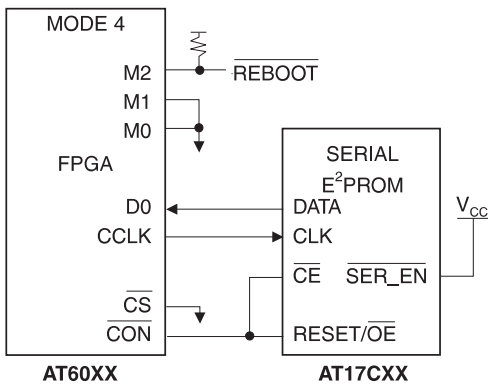 MODE 4
M2
REBOOT
M1
M0
FPGA
SERIAL
E²PROM
D0
DATA
V_CC
CCLK
CLK
CE
SER_EN
CS
CON
RESET/OE
AT60XX
AT17CXX